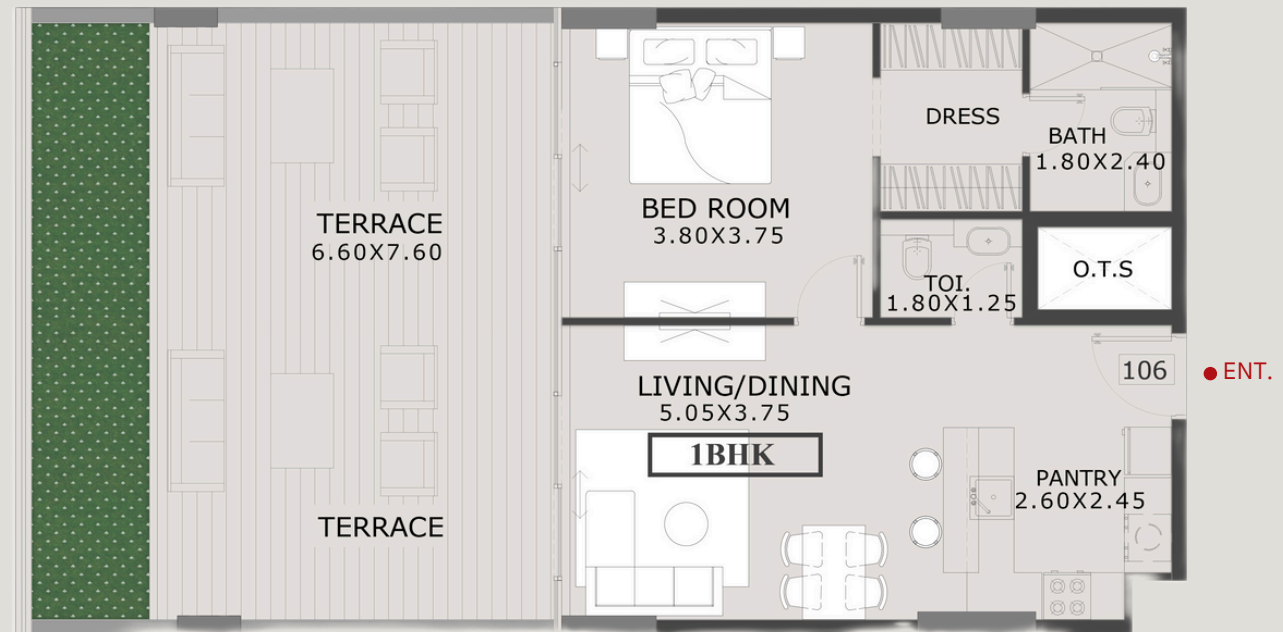 TERRACE
6.60X7.60
BED ROOM
3.80X3.75
DRESS
BATH
1.80X2.40
TOI.
1.80X1.25
O.T.S
106
ENT.
LIVING/DINING
5.05X3.75
1BHK
PANTRY
2.60X2.45
TERRACE